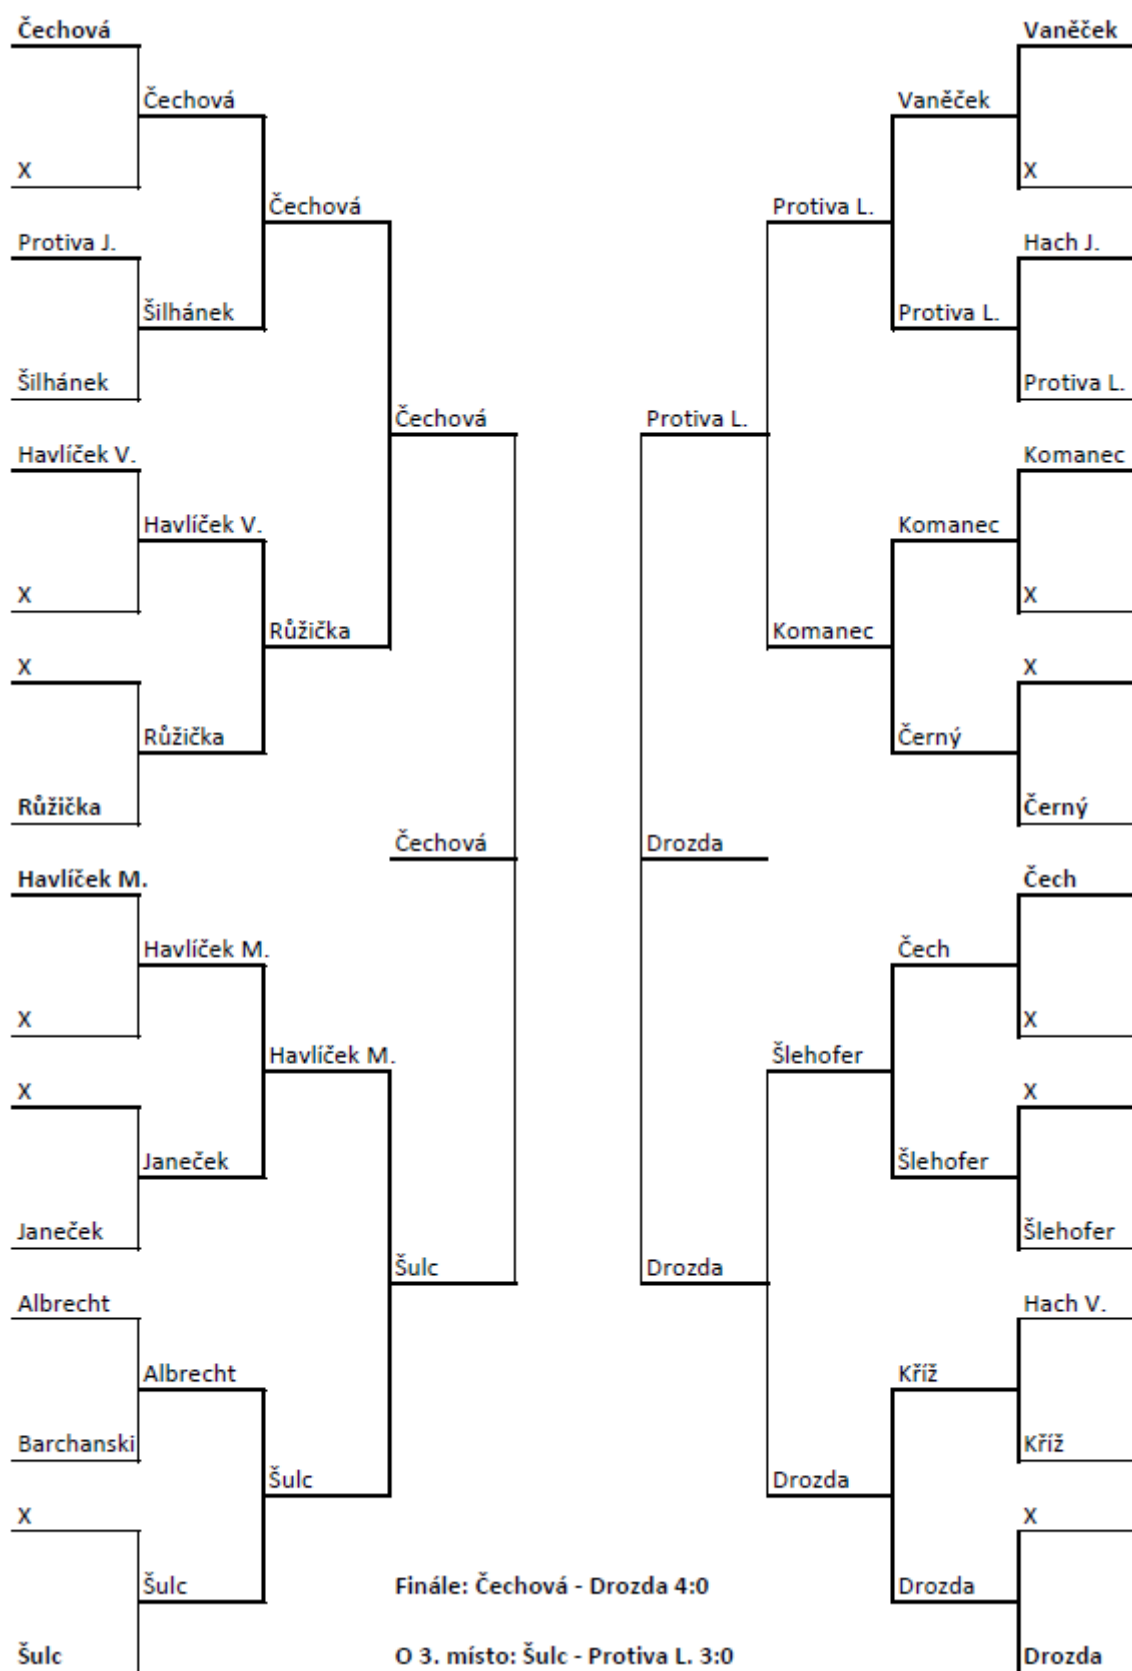 Čechová
Vaněček
Čechová
Vaněček
X
X
Čechová
Protiva L.
Protiva J.
Hach J.
Šilhánek
Protiva L.
Šilhánek
Protiva L.
Čechová
Protiva L.
Havlíček V.
Komanec
Havlíček V.
Komanec
X
X
Růžička
Komanec
X
X
Růžička
Černý
Růžička
Černý
Čechová
Drozda
Havlíček M.
Čech
Havlíček M.
Čech
X
X
Havlíček M.
Šlehofer
X
X
Janeček
Šlehofer
Janeček
Šlehofer
Šulc
Drozda
Albrecht
Hach V.
Albrecht
Kříž
Barchanski
Kříž
Šulc
Drozda
X
X
Šulc
Finále: Čechová - Drozda 4:0
Drozda
Šulc
O 3. místo: Šulc - Protiva L. 3:0
Drozda